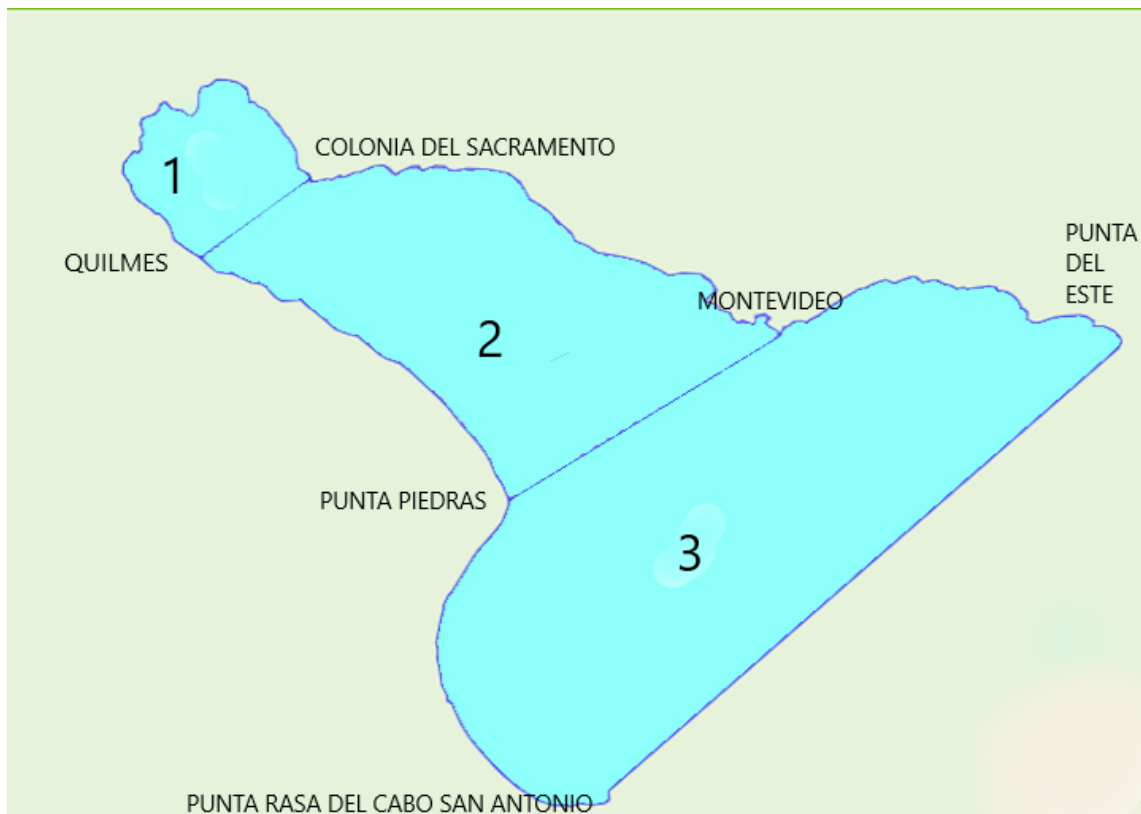 COLONIA DEL SACRAMENTO
1
PUNTA
DEL
ESTE
QUILMES
MONTEVIDEO
2
PUNTA PIEDRAS
3
PUNTA RASA DEL CABO SAN ANTONIO